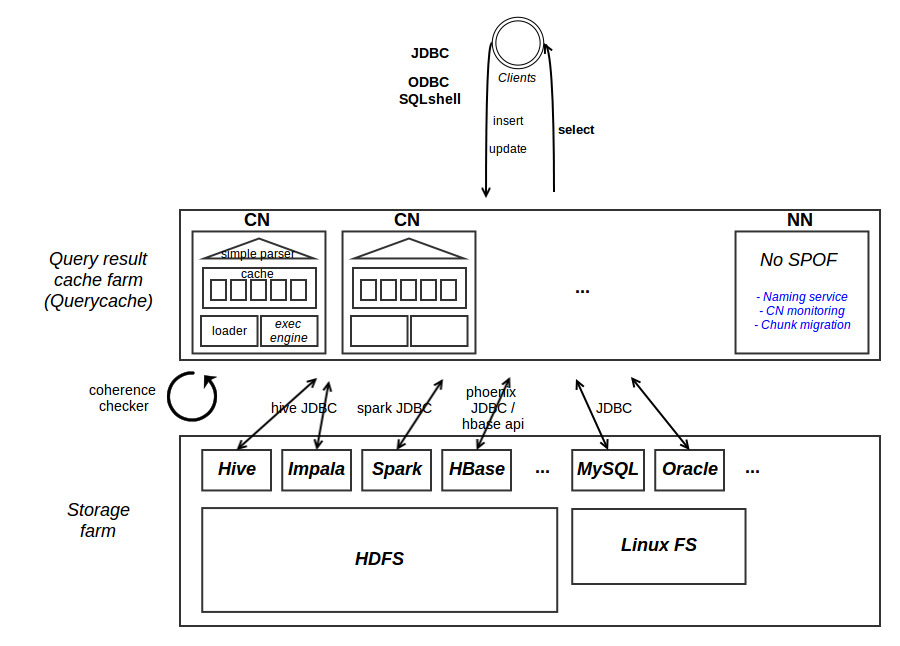 JDBC
ODBC
SQLshell
Clients
insert
update
select
CN
CN
NN
Query result
cache farm
(Querycache)
simple parser
cache
loader
exec
engine
...
No SPOF
- Naming service
- CN monitoring
- Chunk migration
coherence
checker
hive JDBC
spark JDBC
phoenix
JDBC /
hbase api
JDBC
Storage
farm
Hive
Impala
Spark
HBase
...
MySQL
Oracle
...
HDFS
Linux FS